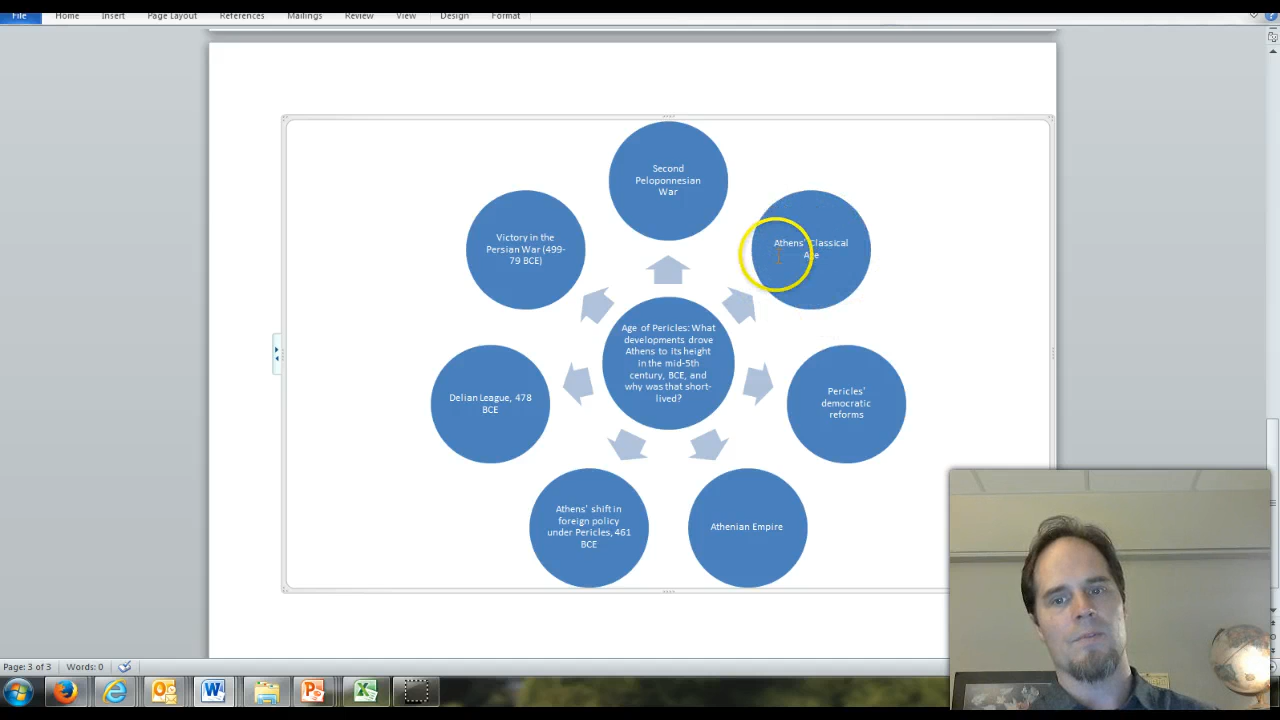 File Home Insert Page Layout References Mailings Review View Design Format
Second
Peloponnesian
War
Victory in the
Persian War (499-
79 BCE)
Athens' Classical
Age
Age of Pericles: What
developments drove
Athens to its height
in the mid-5th
century, BCE, and
why was that short-
lived?
Delian League, 478
BCE
Pericles'
democratic
reforms
Athens' shift in
foreign policy
under Pericles, 461
BCE
Athenian Empire
Page: 3 of 3 Words: 0